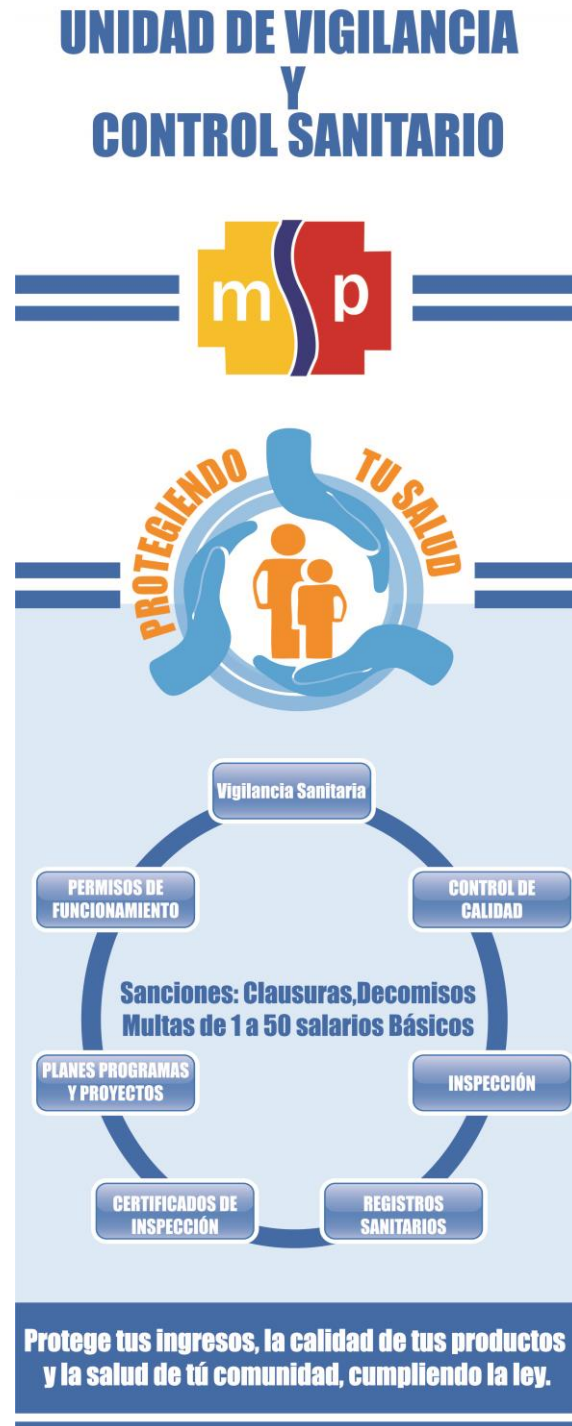 UNIDAD DE VIGILANCIA
Y
CONTROL SANITARIO
m p
PROTEGIENDO TU SALUD
Vigilancia Sanitaria
PERMISOS DE
FUNCIONAMIENTO
CONTROL DE
CALIDAD
Sanciones: Clausuras,Decomisos
Multas de 1 a 50 salarios Básicos
PLANES PROGRAMAS
Y PROYECTOS
INSPECCIÓN
CERTIFICADOS DE
INSPECCIÓN
REGISTROS
SANITARIOS
Protege tus ingresos, la calidad de tus productos
y la salud de tú comunidad, cumpliendo la ley.